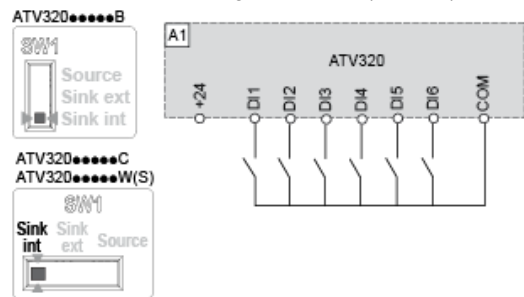 ATV320●●●●●B
SW1
Source
Sink ext
Sink int
A1
ATV320
+24
DI1
DI2
DI3
DI4
DI5
DI6
COM
ATV320●●●●●C
ATV320●●●●●W(S)
SW1
Sink int
Sink ext
Source